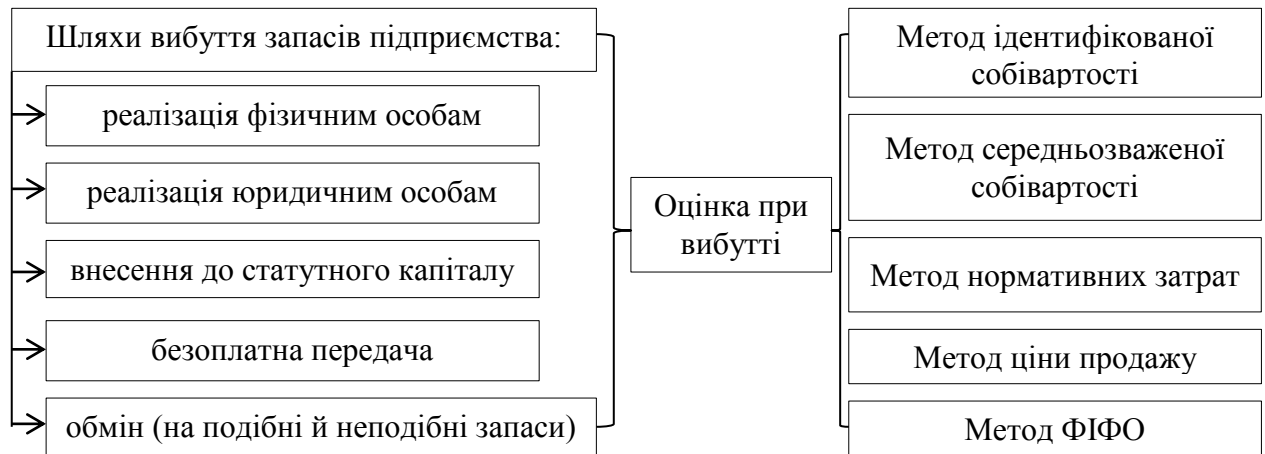 Шляхи вибуття запасів підприємства:
реалізація фізичним особам
реалізація юридичним особам
внесення до статутного капіталу
безоплатна передача
обмін (на подібні й неподібні запаси)
Оцінка при
вибутті
Метод ідентифікованої
собівартості
Метод середньозваженої
собівартості
Метод нормативних затрат
Метод ціни продажу
Метод ФІФО